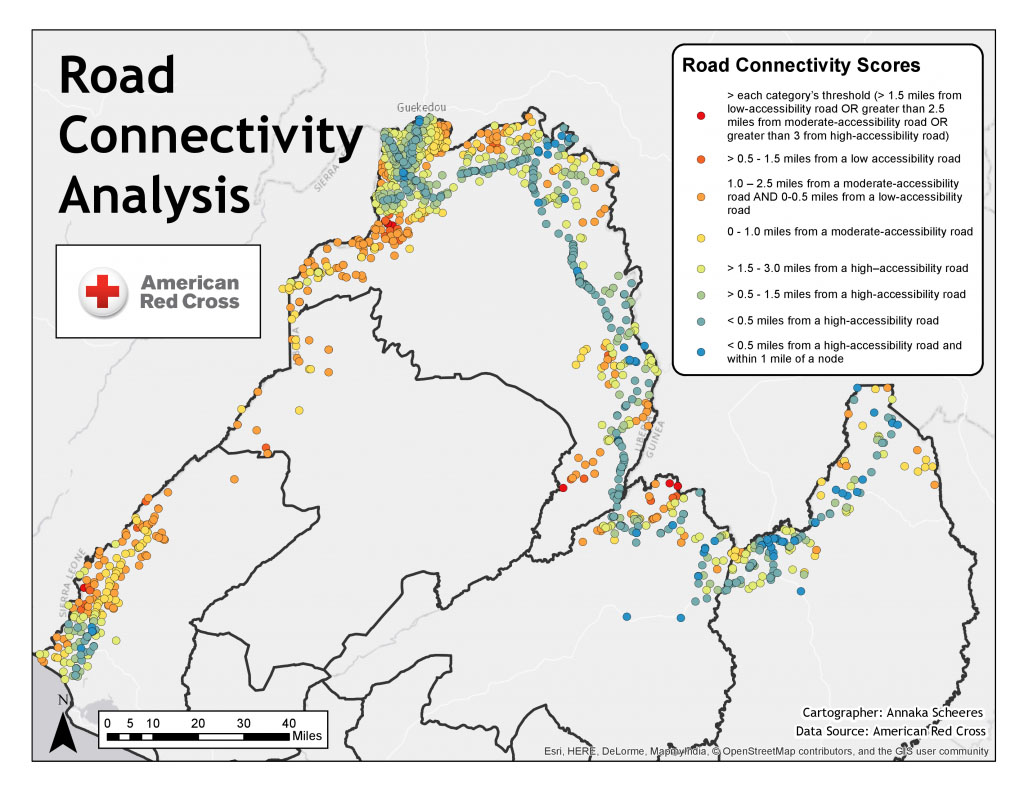 Road
Connectivity
Analysis
American
Red Cross
Guekedou
SIERRA
LIBERIA
GUINEA
SIERRA LEONE
Road Connectivity Scores
> each category's threshold (> 1.5 miles from
low-accessibility road OR greater than 2.5
miles from moderate-accessibility road OR
greater than 3 from high-accessibility road)
> 0.5 - 1.5 miles from a low accessibility road
1.0 – 2.5 miles from a moderate-accessibility
road AND 0-0.5 miles from a low-accessibility
road
0 - 1.0 miles from a moderate-accessibility road
> 1.5 - 3.0 miles from a high–accessibility road
> 0.5 - 1.5 miles from a high-accessibility road
< 0.5 miles from a high-accessibility road
< 0.5 miles from a high-accessibility road and
within 1 mile of a node
N
0 5 10 20 30 40
Miles
Cartographer: Annaka Scheeres
Data Source: American Red Cross
Esri, HERE, DeLorme, MapmyIndia, © OpenStreetMap contributors, and the GIS user community